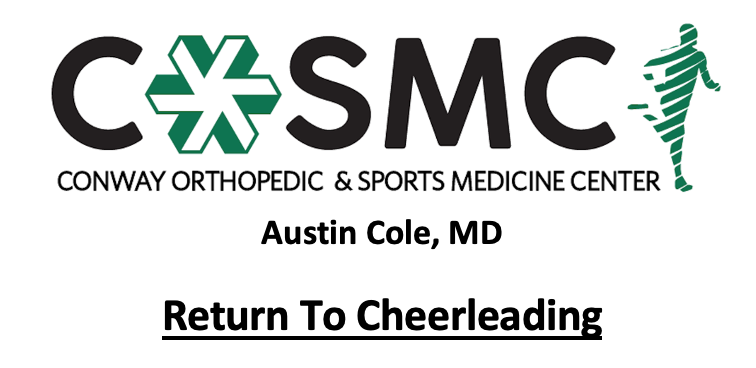 COSMC
CONWAY ORTHOPEDIC & SPORTS MEDICINE CENTER
Austin Cole, MD
Return To Cheerleading